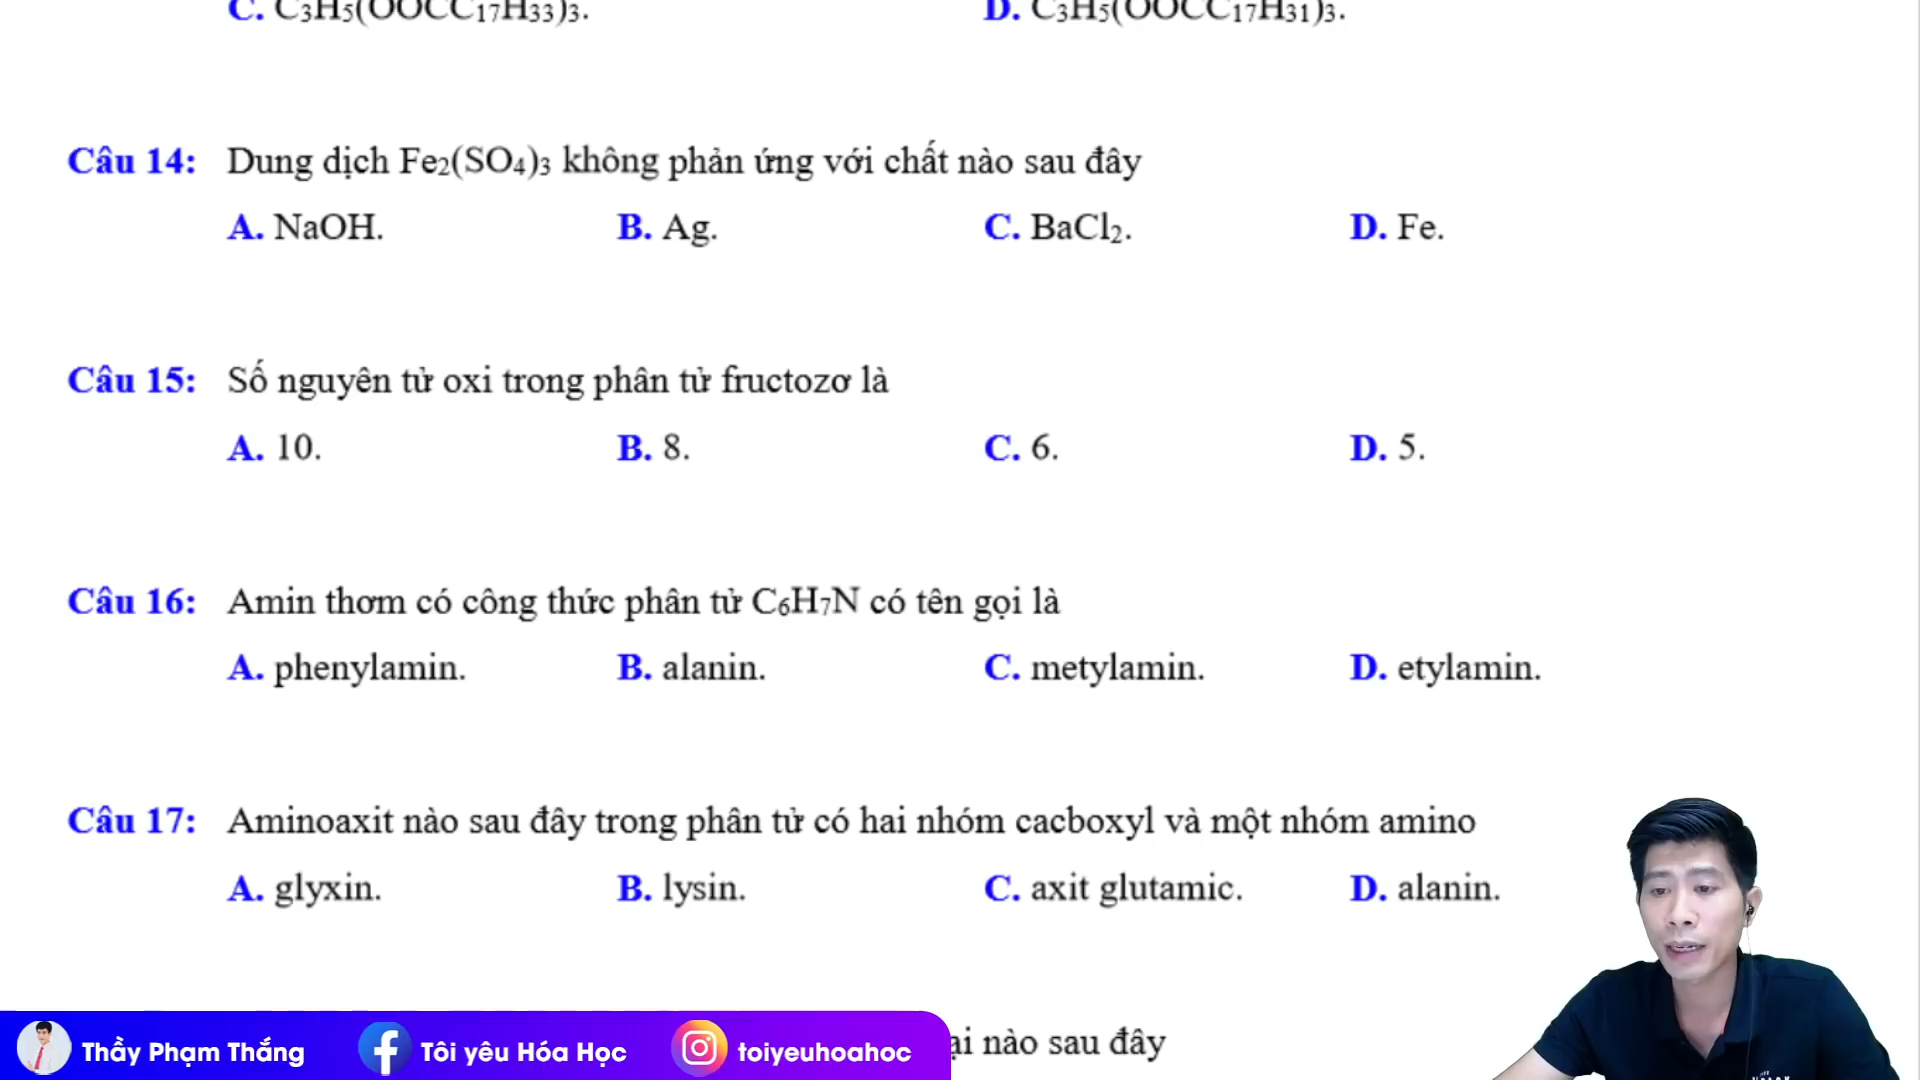 C. C₃H₅(OOCC₁₇H₃₃)₃. D. C₃H₅(OOCC₁₇H₃₁)₃.
Câu 14: Dung dịch Fe₂(SO₄)₃ không phản ứng với chất nào sau đây
A. NaOH. B. Ag. C. BaCl₂. D. Fe.
Câu 15: Số nguyên tử oxi trong phân tử fructozơ là
A. 10. B. 8. C. 6. D. 5.
Câu 16: Amin thơm có công thức phân tử C₆H₇N có tên gọi là
A. phenylamin. B. alanin. C. metylamin. D. etylamin.
Câu 17: Aminoaxit nào sau đây trong phân tử có hai nhóm cacboxyl và một nhóm amino
A. glyxin. B. lysin. C. axit glutamic. D. alanin.
nào sau đây
Thầy Phạm Thắng Tôi yêu Hóa Học toiyeuhoahoc